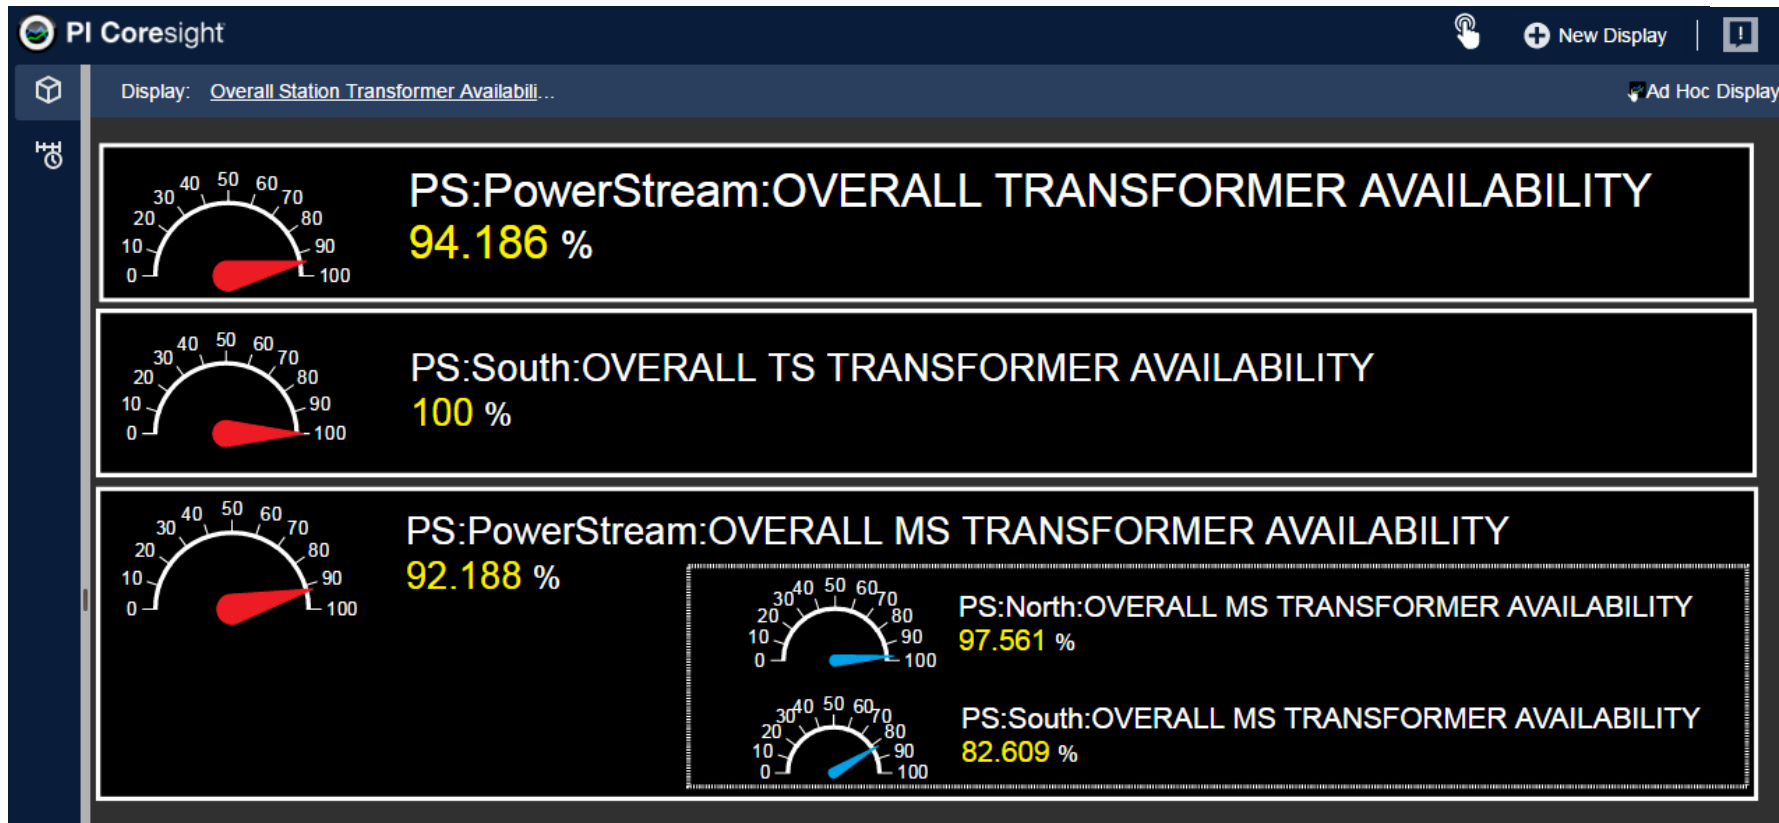 PI Coresight
New Display
Display: Overall Station Transformer Availabili...
Ad Hoc Display
0 10 20 30 40 50 60 70 80 90 100
PS:PowerStream:OVERALL TRANSFORMER AVAILABILITY
94.186 %
0 10 20 30 40 50 60 70 80 90 100
PS:South:OVERALL TS TRANSFORMER AVAILABILITY
100 %
0 10 20 30 40 50 60 70 80 90 100
PS:PowerStream:OVERALL MS TRANSFORMER AVAILABILITY
92.188 %
0 10 20 30 40 50 60 70 80 90 100
PS:North:OVERALL MS TRANSFORMER AVAILABILITY
97.561 %
0 10 20 30 40 50 60 70 80 90 100
PS:South:OVERALL MS TRANSFORMER AVAILABILITY
82.609 %